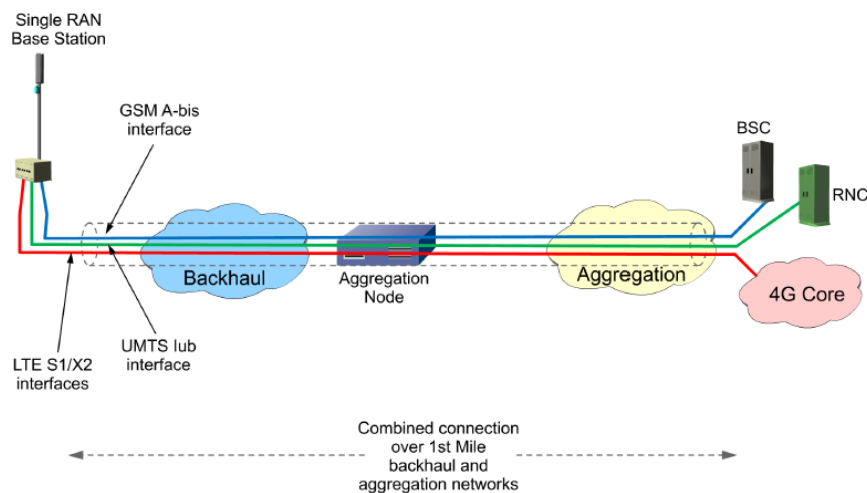 Single RAN
Base Station
GSM A-bis
interface
BSC
RNC
Backhaul
Aggregation
Node
Aggregation
4G Core
UMTS Iub
interface
LTE S1/X2
interfaces
Combined connection
over 1st Mile
backhaul and
aggregation networks